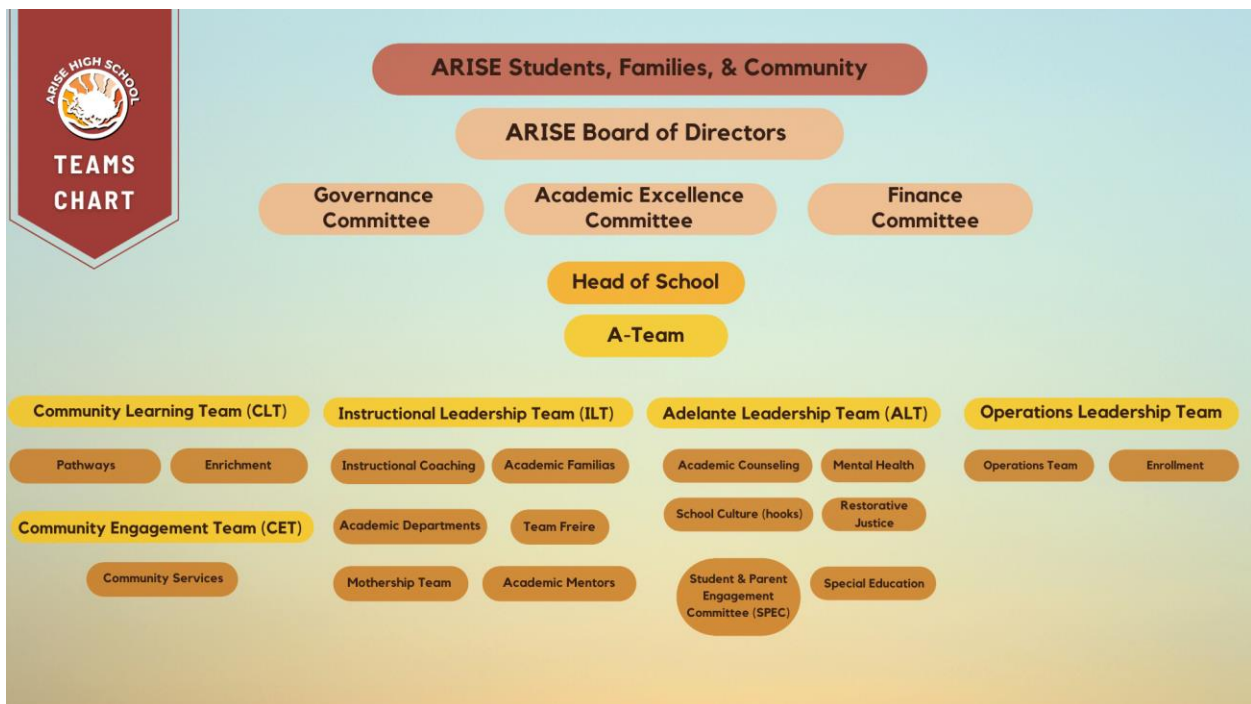 ARISE HIGH SCHOOL
TEAMS
CHART
ARISE Students, Families, & Community
ARISE Board of Directors
Governance
Committee
Academic Excellence
Committee
Finance
Committee
Head of School
A-Team
Community Learning Team (CLT)
Pathways
Enrichment
Community Engagement Team (CET)
Community Services
Instructional Leadership Team (ILT)
Instructional Coaching
Academic Familias
Academic Departments
Team Freire
Mothership Team
Academic Mentors
Adelante Leadership Team (ALT)
Academic Counseling
Mental Health
School Culture (hooks)
Restorative
Justice
Student & Parent
Engagement
Committee (SPEC)
Special Education
Operations Leadership Team
Operations Team
Enrollment